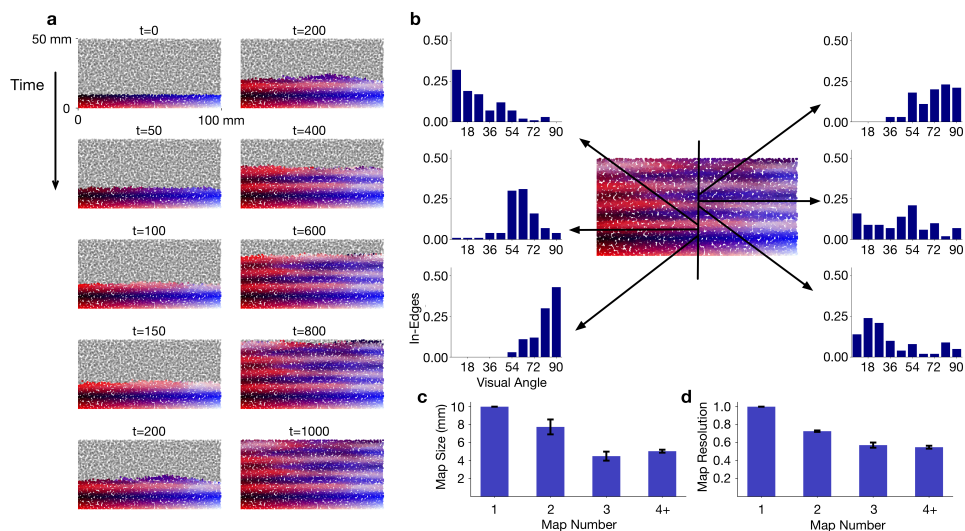 a
t=0
t=200
50 mm
Time
0
0
100 mm
t=50
t=400
t=100
t=600
t=150
t=800
t=200
t=1000
b
0.50
0.25
0.00
18 36 54 72 90
0.50
0.25
0.00
18 36 54 72 90
0.50
0.25
0.00
18 36 54 72 90
In-Edges
Visual Angle
0.50
0.25
0.00
18 36 54 72 90
0.50
0.25
0.00
18 36 54 72 90
0.50
0.25
0.00
18 36 54 72 90
c
Map Size (mm)
10
8
6
4
2
1 2 3 4+
Map Number
d
Map Resolution
1.0
0.8
0.6
0.4
0.2
1 2 3 4+
Map Number